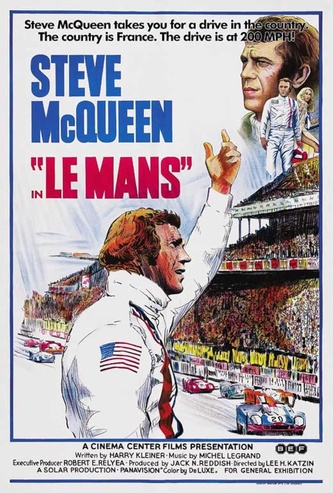 Steve McQueen takes you for a drive in the country.
The country is France. The drive is at 200 MPH!
STEVE
McQUEEN
IN "LE MANS"
20
A CINEMA CENTER FILMS PRESENTATION
Written by HARRY KLEINER • Music by MICHEL LEGRAND
BEF
Executive Producer ROBERT E. RELYEA • Produced by JACK N. REDDISH • Directed by LEE H. KATZIN
A SOLAR PRODUCTION • PANAVISION® Color by DeLUXE. FOR GENERAL EXHIBITION